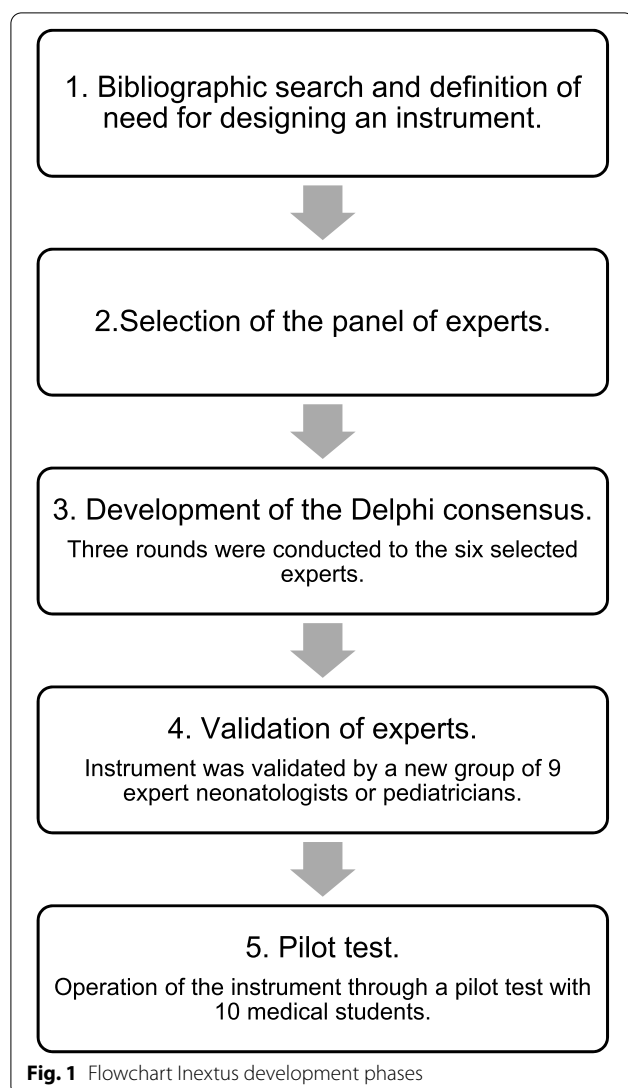 1. Bibliographic search and definition of
need for designing an instrument.
2.Selection of the panel of experts.
3. Development of the Delphi consensus.
Three rounds were conducted to the six selected
experts.
4. Validation of experts.
Instrument was validated by a new group of 9
expert neonatologists or pediatricians.
5. Pilot test.
Operation of the instrument through a pilot test with
10 medical students.
Fig. 1 Flowchart Inextus development phases